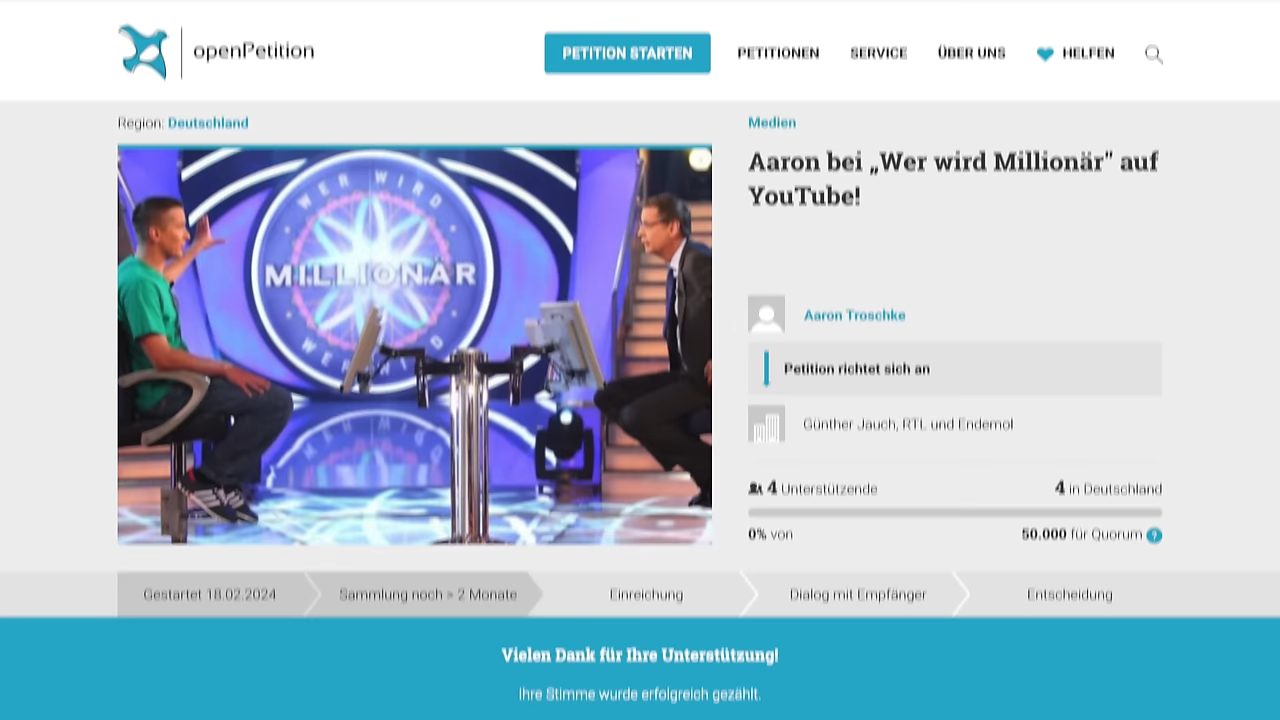 openPetition
PETITION STARTEN
PETITIONEN
SERVICE
ÜBER UNS
HELFEN
Region: Deutschland
WER WIRD
MILLIONÄR
Medien
Aaron bei „Wer wird Millionär" auf
YouTube!
Aaron Troschke
Petition richtet sich an
Günther Jauch, RTL und Endemol
4 Unterstützende
4 in Deutschland
0% von
50.000 für Quorum ?
Gestartet 18.02.2024
Sammlung noch > 2 Monate
Einreichung
Dialog mit Empfänger
Entscheidung
Vielen Dank für Ihre Unterstützung!
Ihre Stimme wurde erfolgreich gezählt.